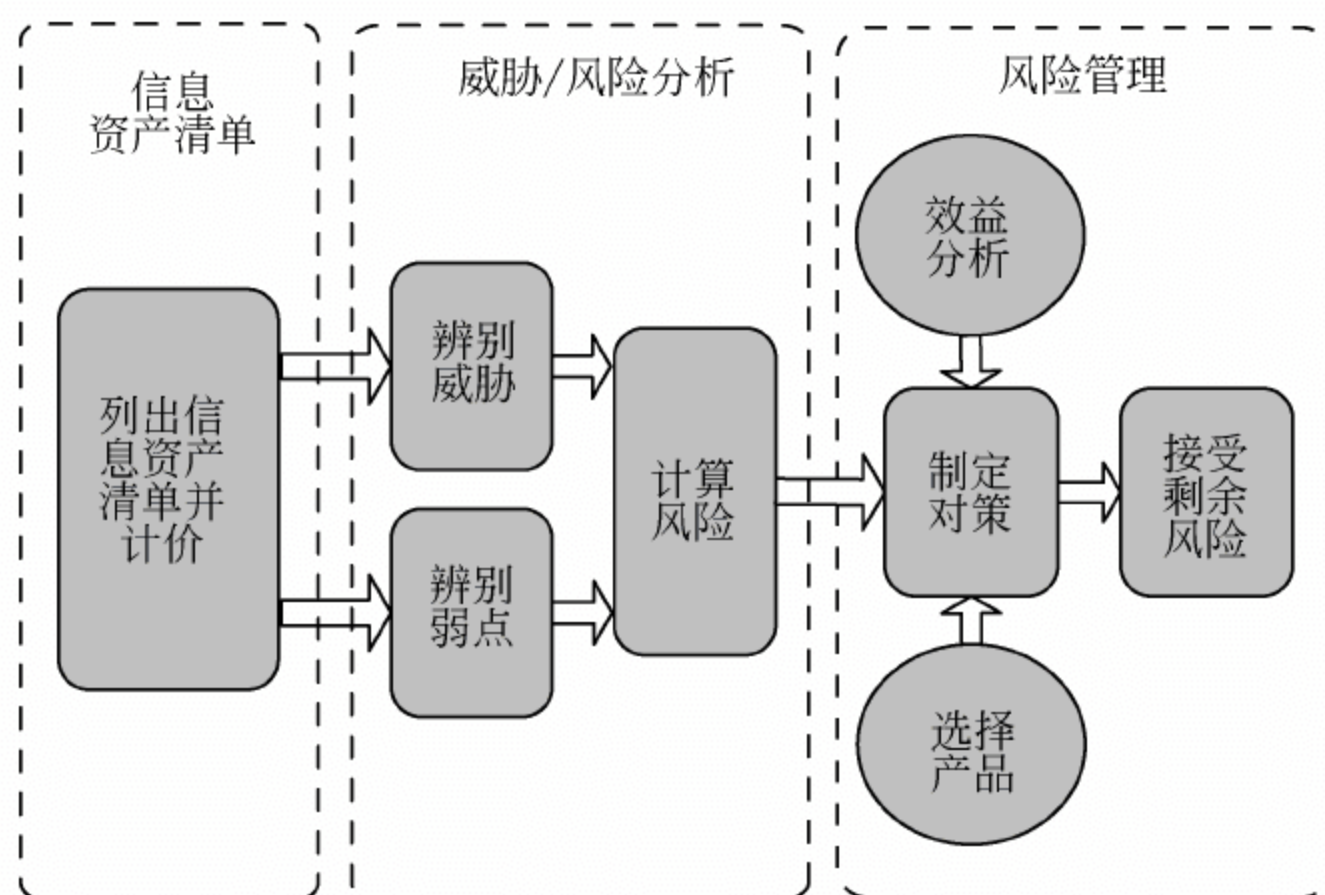 信息
资产清单
威胁/风险分析
风险管理
列出信
息资产
清单并
计价
辨别
威胁
辨别
弱点
计算
风险
效益
分析
制定
对策
选择
产品
接受
剩余
风险